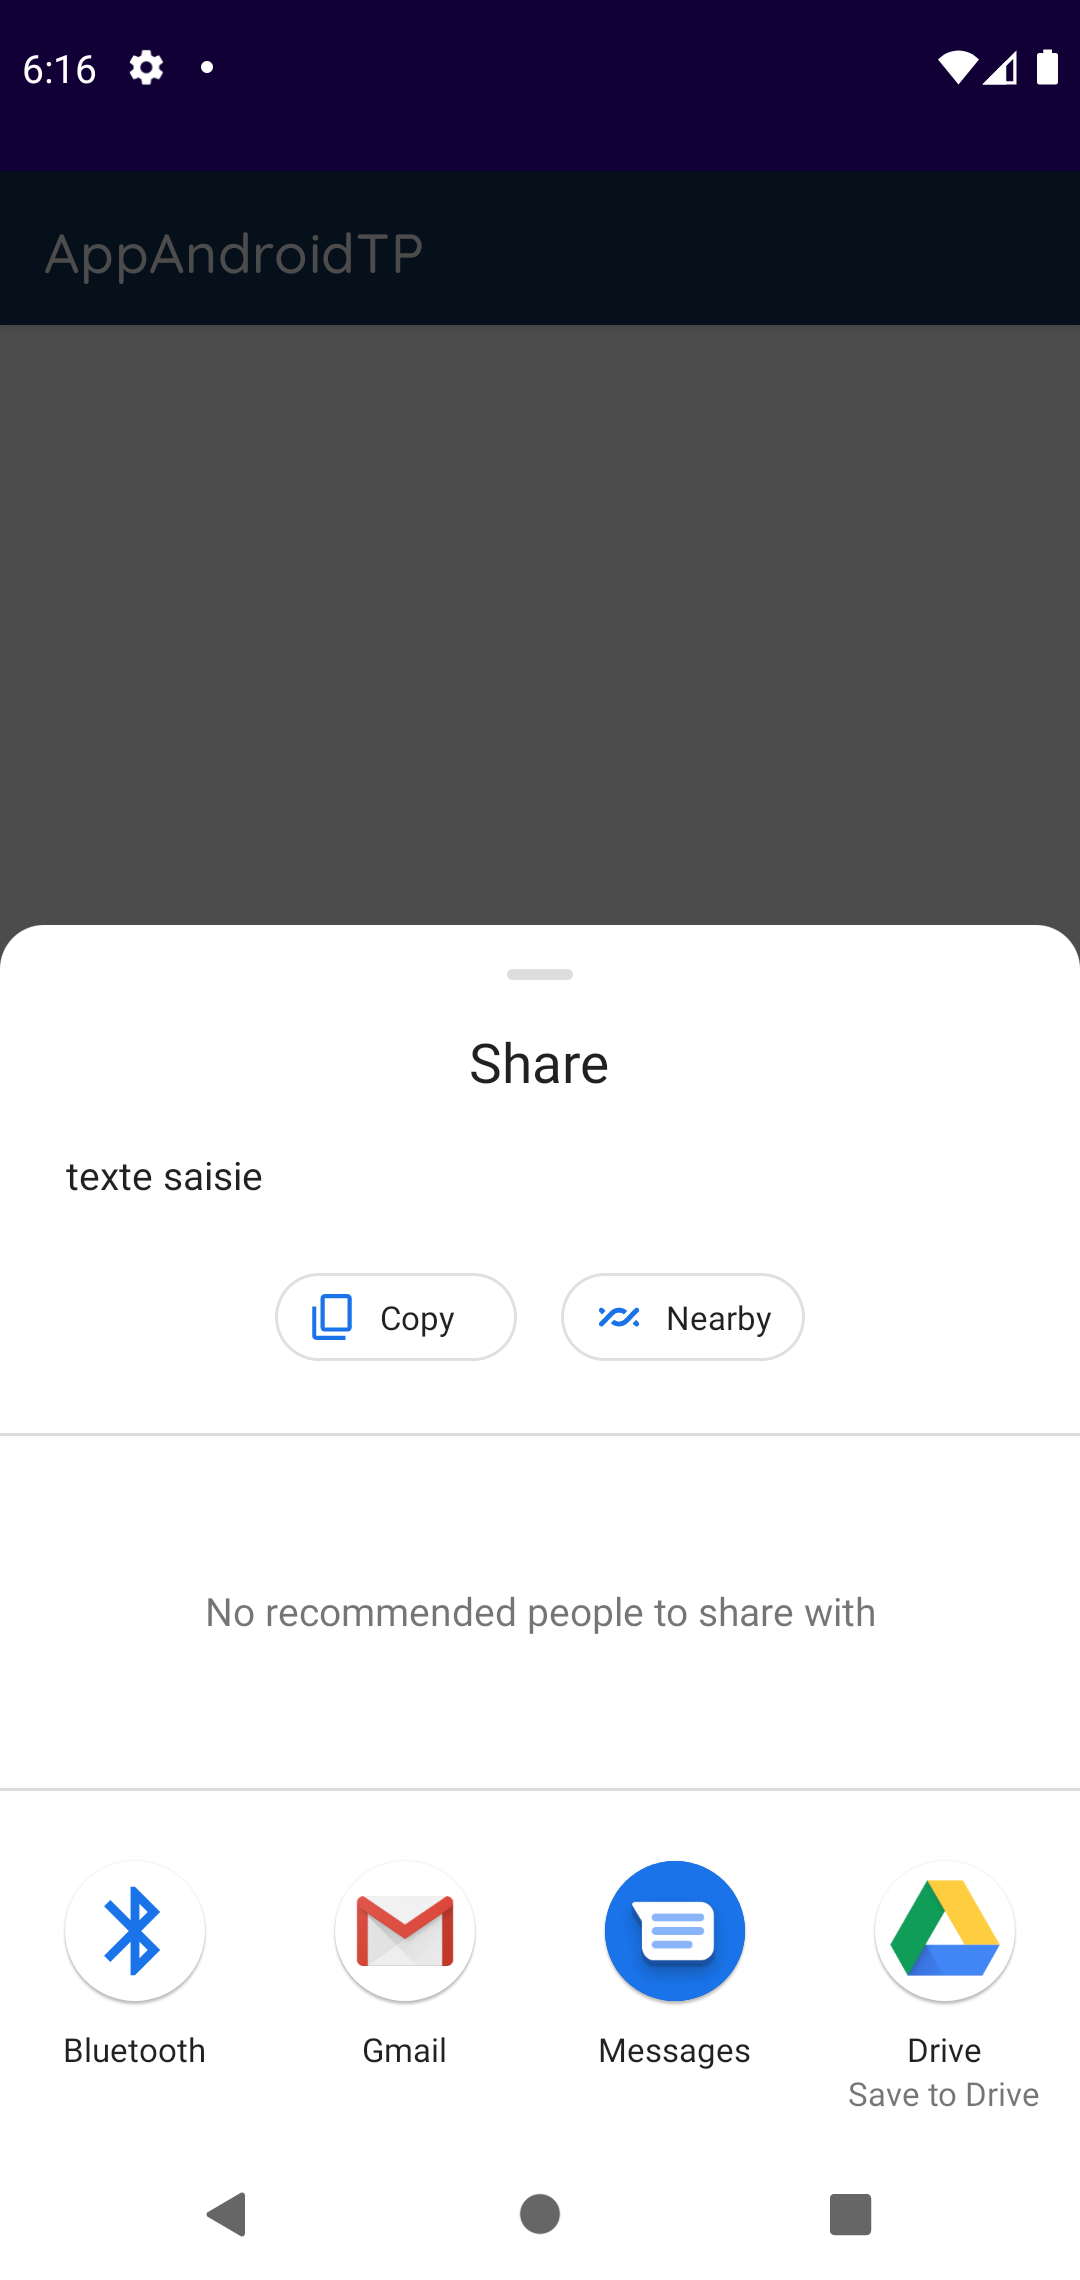 6:16
AppAndroidTP
Share
texte saisie
Copy
Nearby
No recommended people to share with
Bluetooth
Gmail
Messages
Drive
Save to Drive